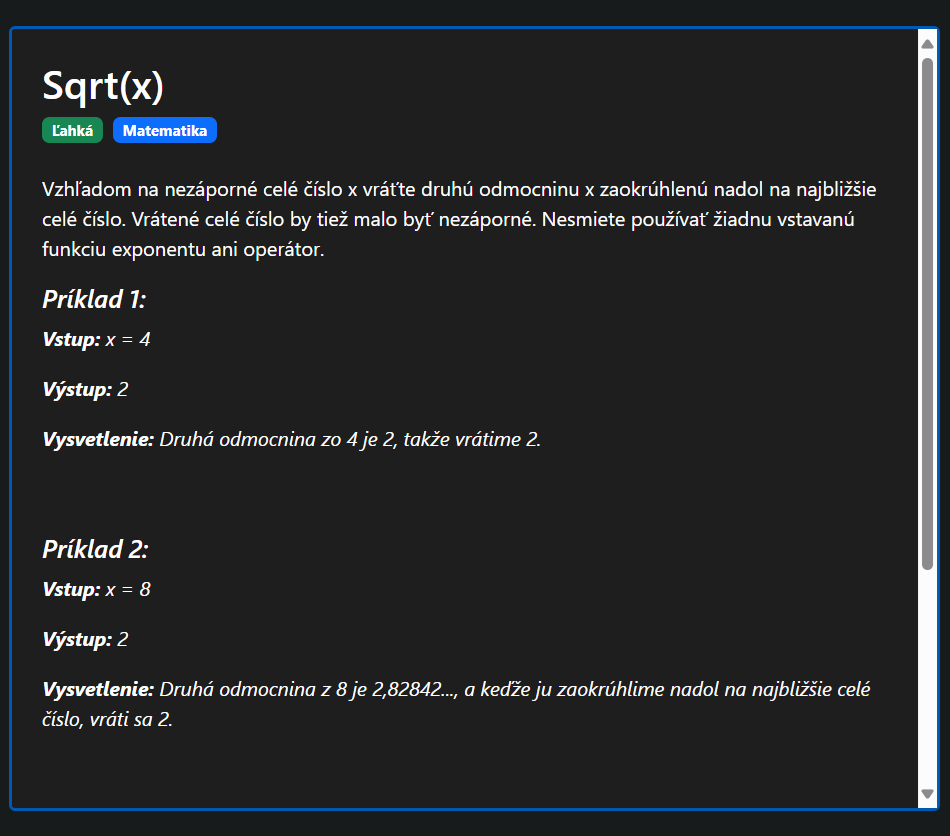 Sqrt(x)
Ľahká Matematika
Vzhľadom na nezáporné celé číslo x vráťte druhú odmocninu x zaokrúhlenú nadol na najbližšie
celé číslo. Vrátené celé číslo by tiež malo byť nezáporné. Nesmiete používať žiadnu vstavanú
funkciu exponentu ani operátor.
Príklad 1:
Vstup: x = 4
Výstup: 2
Vysvetlenie: Druhá odmocnina zo 4 je 2, takže vrátime 2.
Príklad 2:
Vstup: x = 8
Výstup: 2
Vysvetlenie: Druhá odmocnina z 8 je 2,82842..., a keďže ju zaokrúhlime nadol na najbližšie celé
číslo, vráti sa 2.